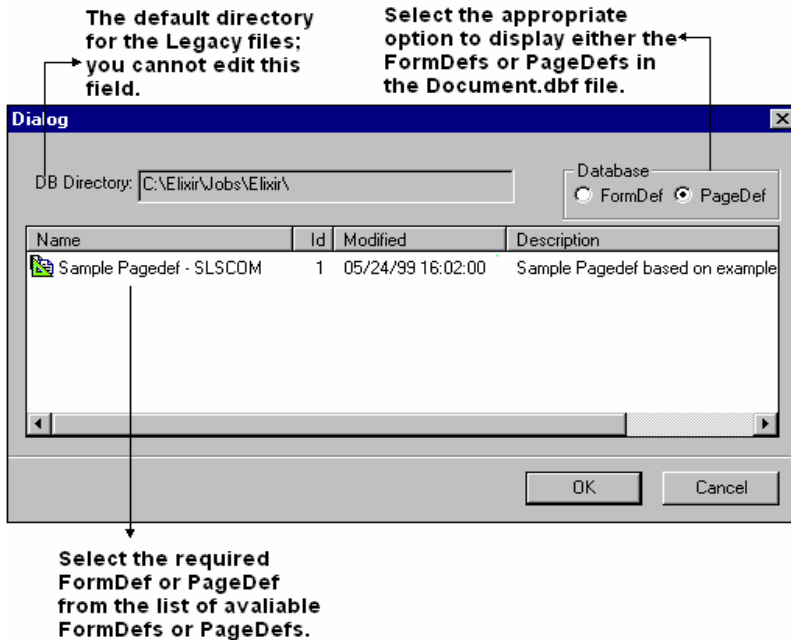 The default directory
for the Legacy files;
you cannot edit this
field.
Select the appropriate
option to display either the
FormDefs or PageDefs in
the Document.dbf file.
Dialog
DB Directory: C:\Elixir\Jobs\Elixir\
Database
FormDef PageDef
Name Id Modified Description
Sample Pagedef - SLSCOM 1 05/24/99 16:02:00 Sample Pagedef based on example
OK Cancel
Select the required
FormDef or PageDef
from the list of avaliable
FormDefs or PageDefs.